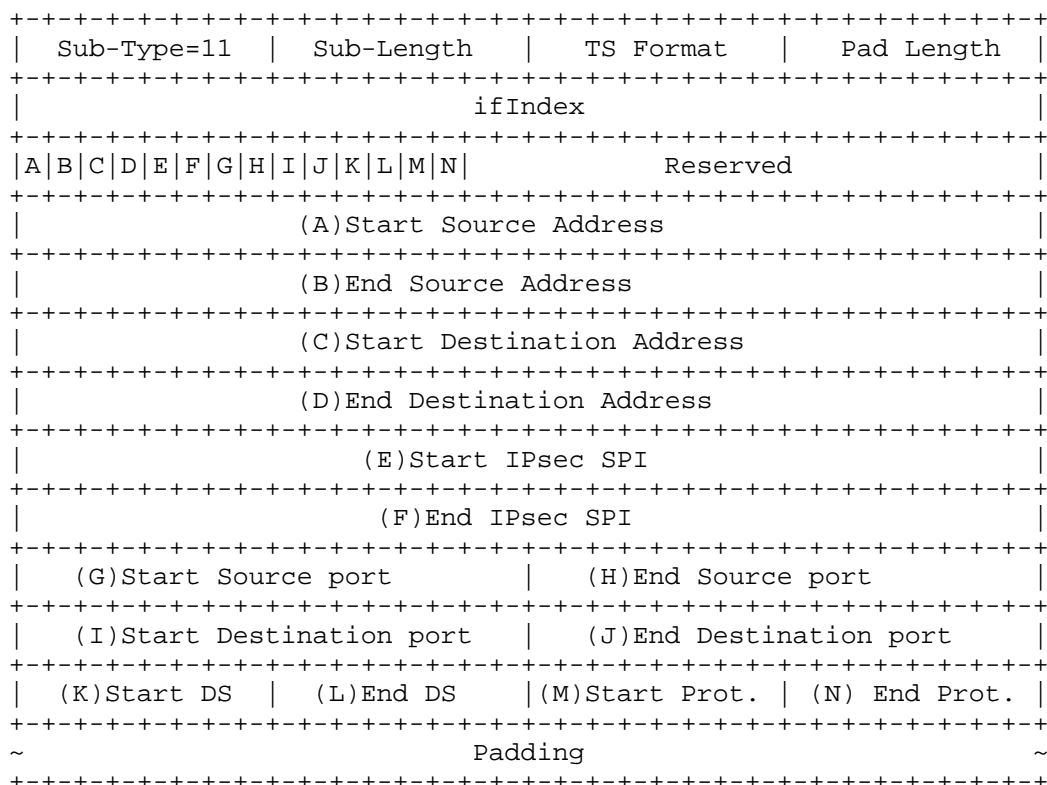 +-+-+-+-+-+-+-+-+-+-+-+-+-+-+-+-+-+-+-+-+-+-+-+-+-+-+-+-+-+-+-+-+
|  Sub-Type=11  |  Sub-Length   |   TS Format   |   Pad Length  |
+-+-+-+-+-+-+-+-+-+-+-+-+-+-+-+-+-+-+-+-+-+-+-+-+-+-+-+-+-+-+-+-+
|                            ifIndex                            |
+-+-+-+-+-+-+-+-+-+-+-+-+-+-+-+-+-+-+-+-+-+-+-+-+-+-+-+-+-+-+-+-+
|A|B|C|D|E|F|G|H|I|J|K|L|M|N|            Reserved               |
+-+-+-+-+-+-+-+-+-+-+-+-+-+-+-+-+-+-+-+-+-+-+-+-+-+-+-+-+-+-+-+-+
|                 (A)Start Source Address                       |
+-+-+-+-+-+-+-+-+-+-+-+-+-+-+-+-+-+-+-+-+-+-+-+-+-+-+-+-+-+-+-+-+
|                 (B)End Source Address                         |
+-+-+-+-+-+-+-+-+-+-+-+-+-+-+-+-+-+-+-+-+-+-+-+-+-+-+-+-+-+-+-+-+
|                 (C)Start Destination Address                  |
+-+-+-+-+-+-+-+-+-+-+-+-+-+-+-+-+-+-+-+-+-+-+-+-+-+-+-+-+-+-+-+-+
|                 (D)End Destination Address                    |
+-+-+-+-+-+-+-+-+-+-+-+-+-+-+-+-+-+-+-+-+-+-+-+-+-+-+-+-+-+-+-+-+
|                     (E)Start IPsec SPI                        |
+-+-+-+-+-+-+-+-+-+-+-+-+-+-+-+-+-+-+-+-+-+-+-+-+-+-+-+-+-+-+-+-+
|                      (F)End IPsec SPI                         |
+-+-+-+-+-+-+-+-+-+-+-+-+-+-+-+-+-+-+-+-+-+-+-+-+-+-+-+-+-+-+-+-+
|   (G)Start Source port        |   (H)End Source port          |
+-+-+-+-+-+-+-+-+-+-+-+-+-+-+-+-+-+-+-+-+-+-+-+-+-+-+-+-+-+-+-+-+
|   (I)Start Destination port   |   (J)End Destination port     |
+-+-+-+-+-+-+-+-+-+-+-+-+-+-+-+-+-+-+-+-+-+-+-+-+-+-+-+-+-+-+-+-+
|  (K)Start DS  |  (L)End DS    |(M)Start Prot. | (N) End Prot. |
+-+-+-+-+-+-+-+-+-+-+-+-+-+-+-+-+-+-+-+-+-+-+-+-+-+-+-+-+-+-+-+-+
~                            Padding                            ~
+-+-+-+-+-+-+-+-+-+-+-+-+-+-+-+-+-+-+-+-+-+-+-+-+-+-+-+-+-+-+-+-+